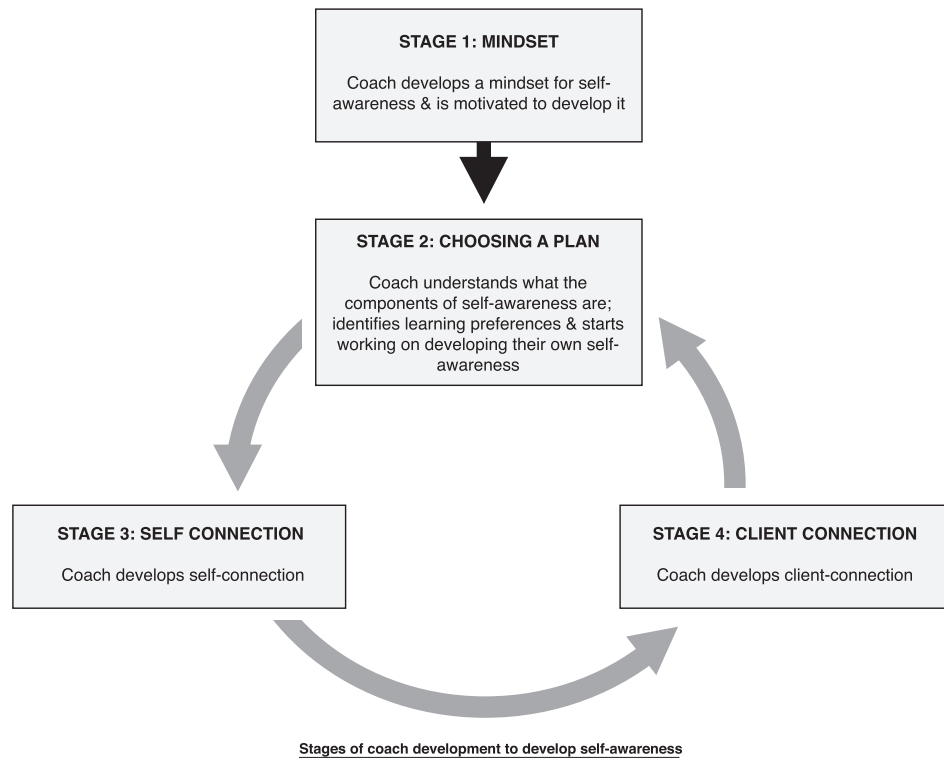 STAGE 1: MINDSET
Coach develops a mindset for self-
awareness & is motivated to develop it
STAGE 2: CHOOSING A PLAN
Coach understands what the
components of self-awareness are;
identifies learning preferences & starts
working on developing their own self-
awareness
STAGE 3: SELF CONNECTION
Coach develops self-connection
STAGE 4: CLIENT CONNECTION
Coach develops client-connection
Stages of coach development to develop self-awareness